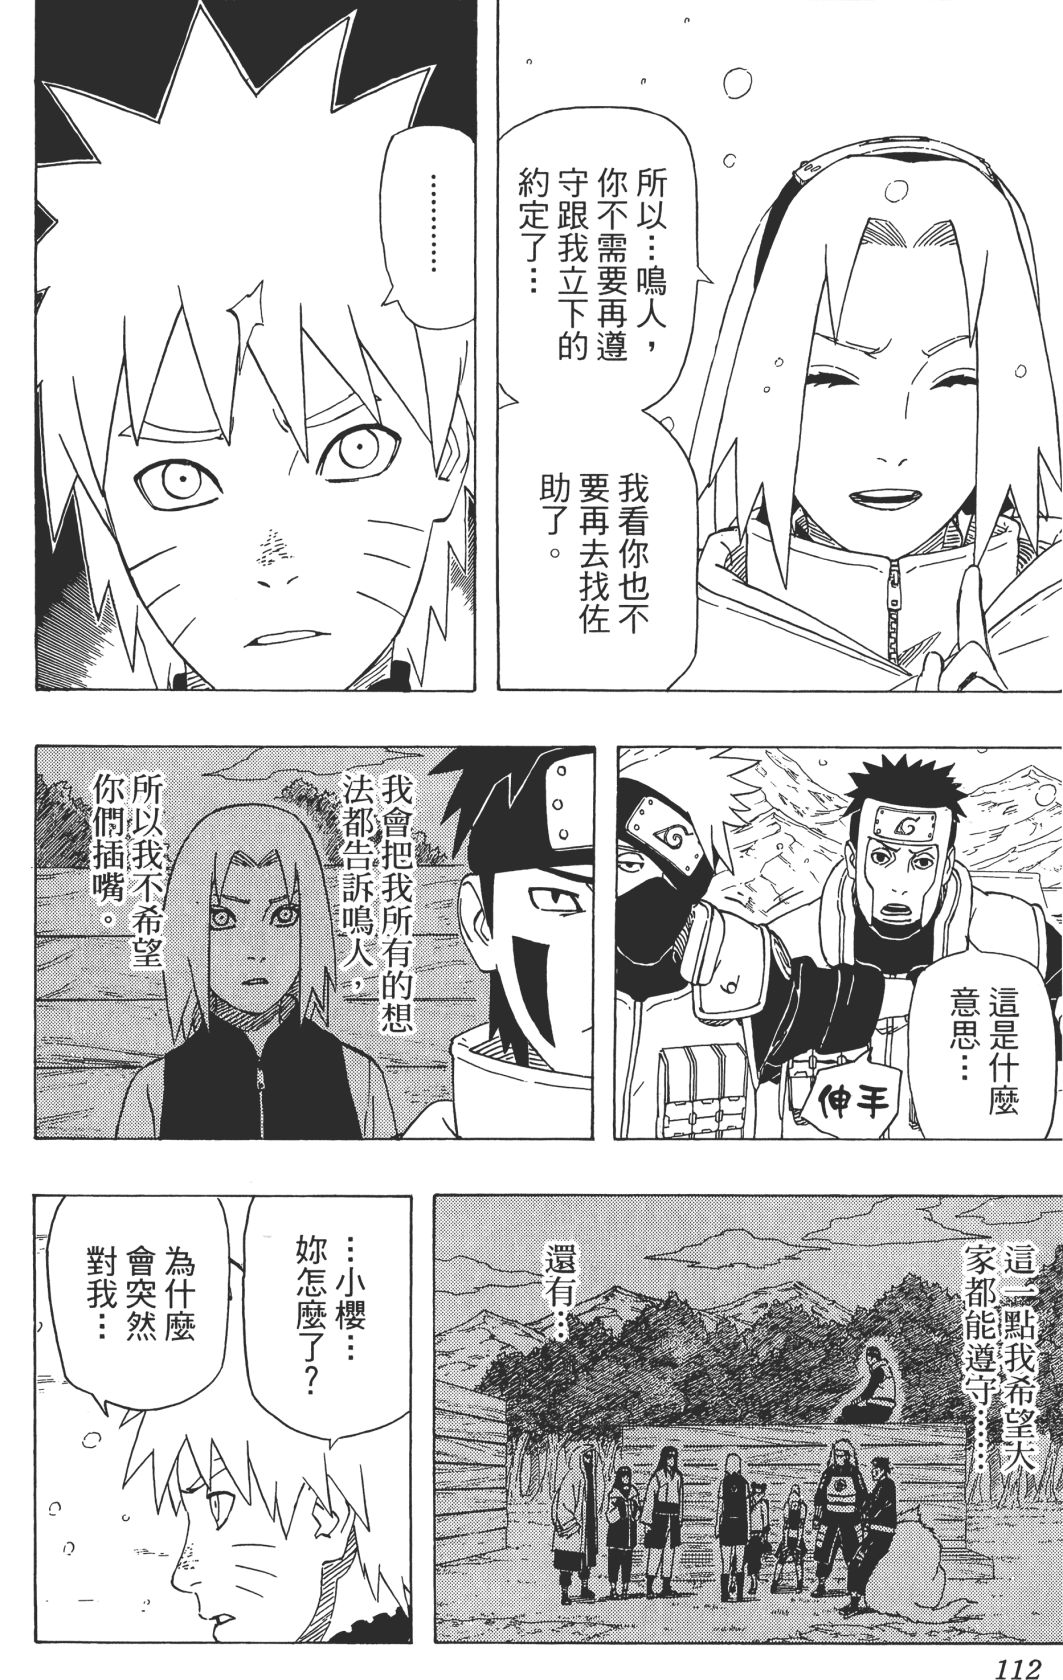 所以…鳴人，
你不需要再遵
守跟我立下的
約定了…
我看你也不
要再去找佐
助了。
…………
這是什麼
意思…
伸手
我會把我所有的想
法都告訴鳴人，
所以我不希望
你們插嘴。
這一點我希望大
家都能遵守……
還有…
…小櫻…
妳怎麼了？
為什麼
會突然
對我…
112